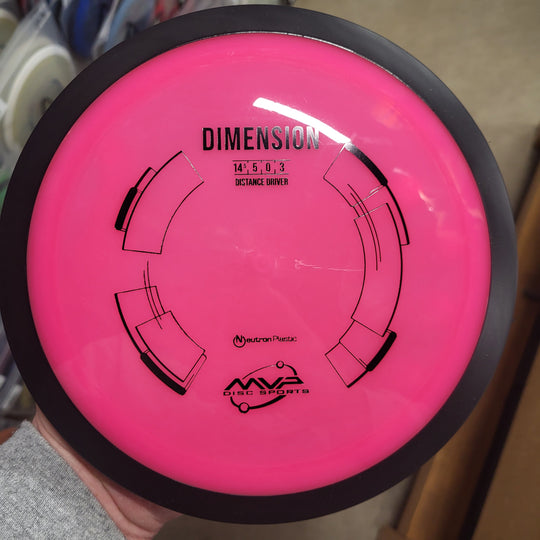 DIMENSION
14.5 5 0 3
DISTANCE DRIVER
Neutron Plastic
MVP
DISC SPORTS